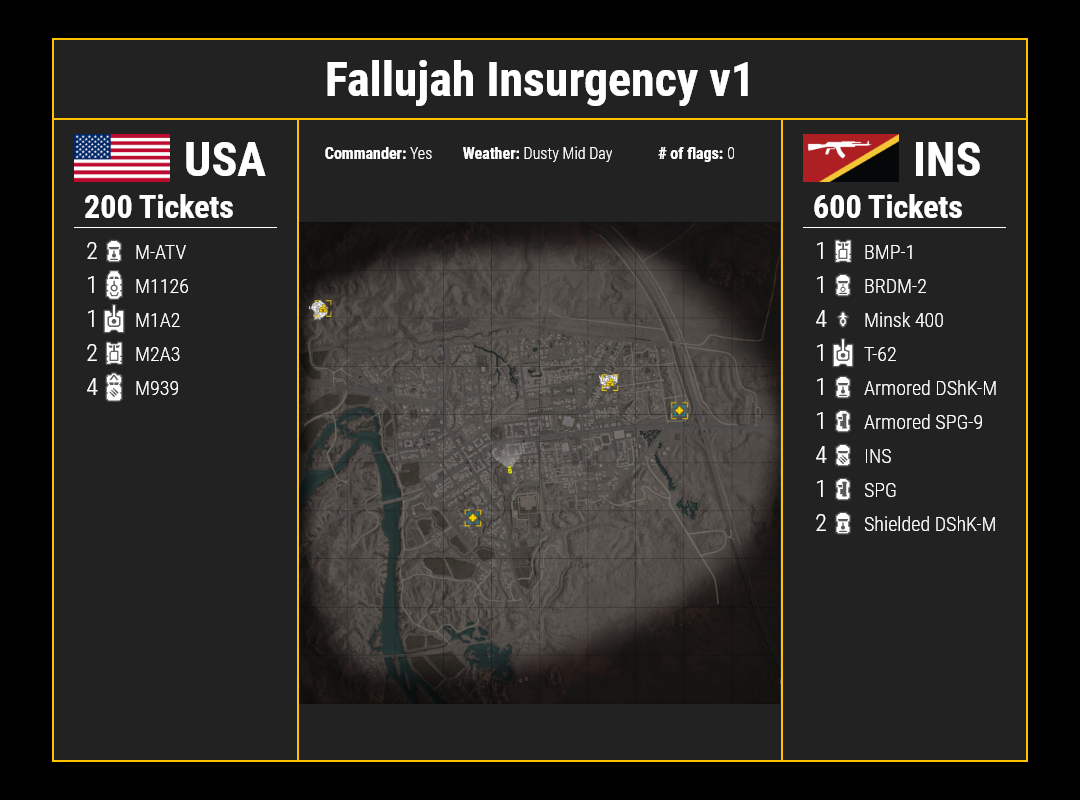 Fallujah Insurgency v1
USA
200 Tickets
2 M-ATV
1 M1126
1 M1A2
2 M2A3
4 M939
Commander: Yes Weather: Dusty Mid Day # of flags: 0
INS
600 Tickets
1 BMP-1
1 BRDM-2
4 Minsk 400
1 T-62
1 Armored DShK-M
1 Armored SPG-9
4 INS
1 SPG
2 Shielded DShK-M